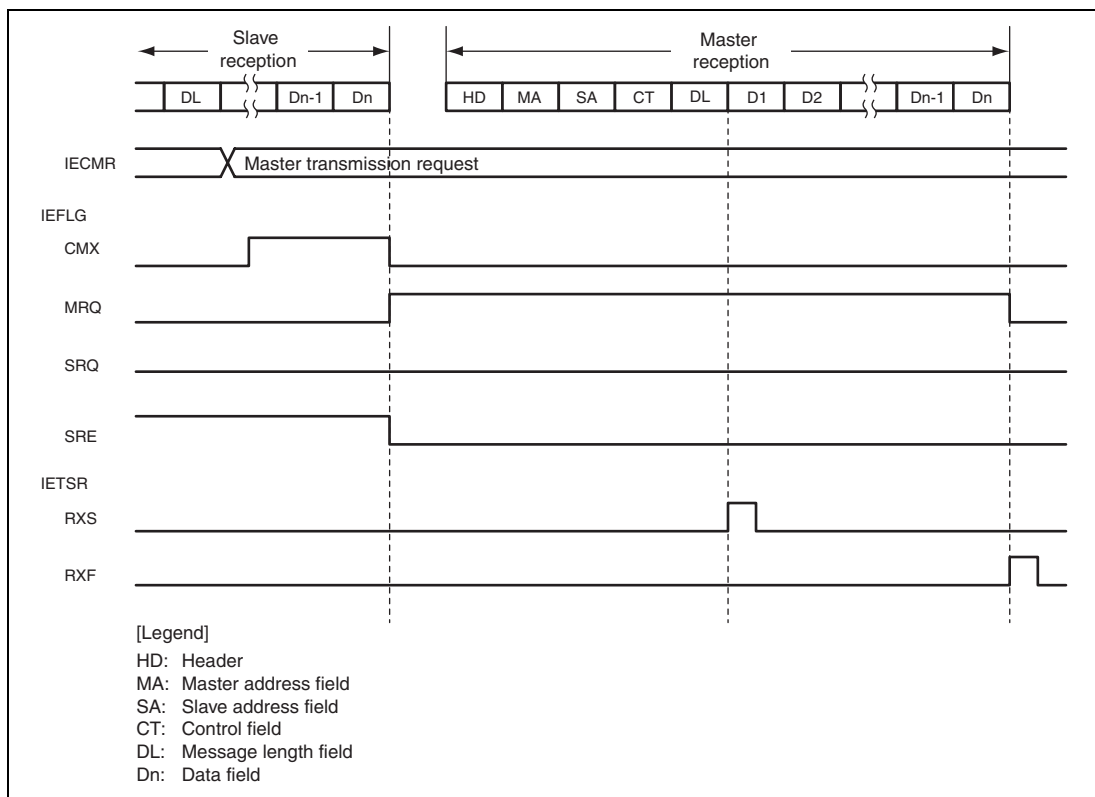 Slave reception
Master reception
DL Dn-1 Dn HD MA SA CT DL D1 D2 Dn-1 Dn
IECMR Master transmission request
IEFLG
CMX
MRQ
SRQ
SRE
IETSR
RXS
RXF
[Legend]
HD: Header
MA: Master address field
SA: Slave address field
CT: Control field
DL: Message length field
Dn: Data field